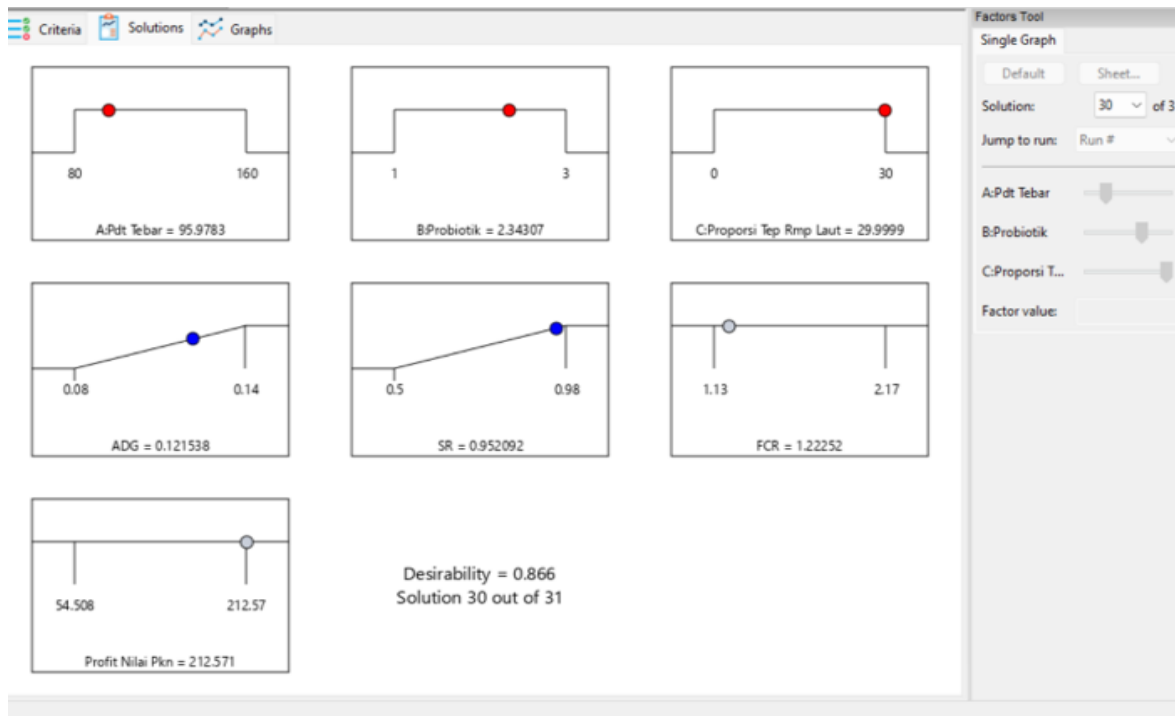 Criteria Solutions Graphs
80 160
A:Pdt Tebar = 95.9783
1 3
B:Probiotik = 2.34307
0 30
C:Proporsi Tep Rmp Laut = 29.9999
0.08 0.14
ADG = 0.121538
0.5 0.98
SR = 0.952092
1.13 2.17
FCR = 1.22252
54.508 212.57
Profit Nilai Pkn = 212.571
Desirability = 0.866
Solution 30 out of 31
Factors Tool
Single Graph
Default Sheet...
Solution: 30 of 3
Jump to run: Run #
A:Pdt Tebar
B:Probiotik
C:Proporsi T...
Factor value: